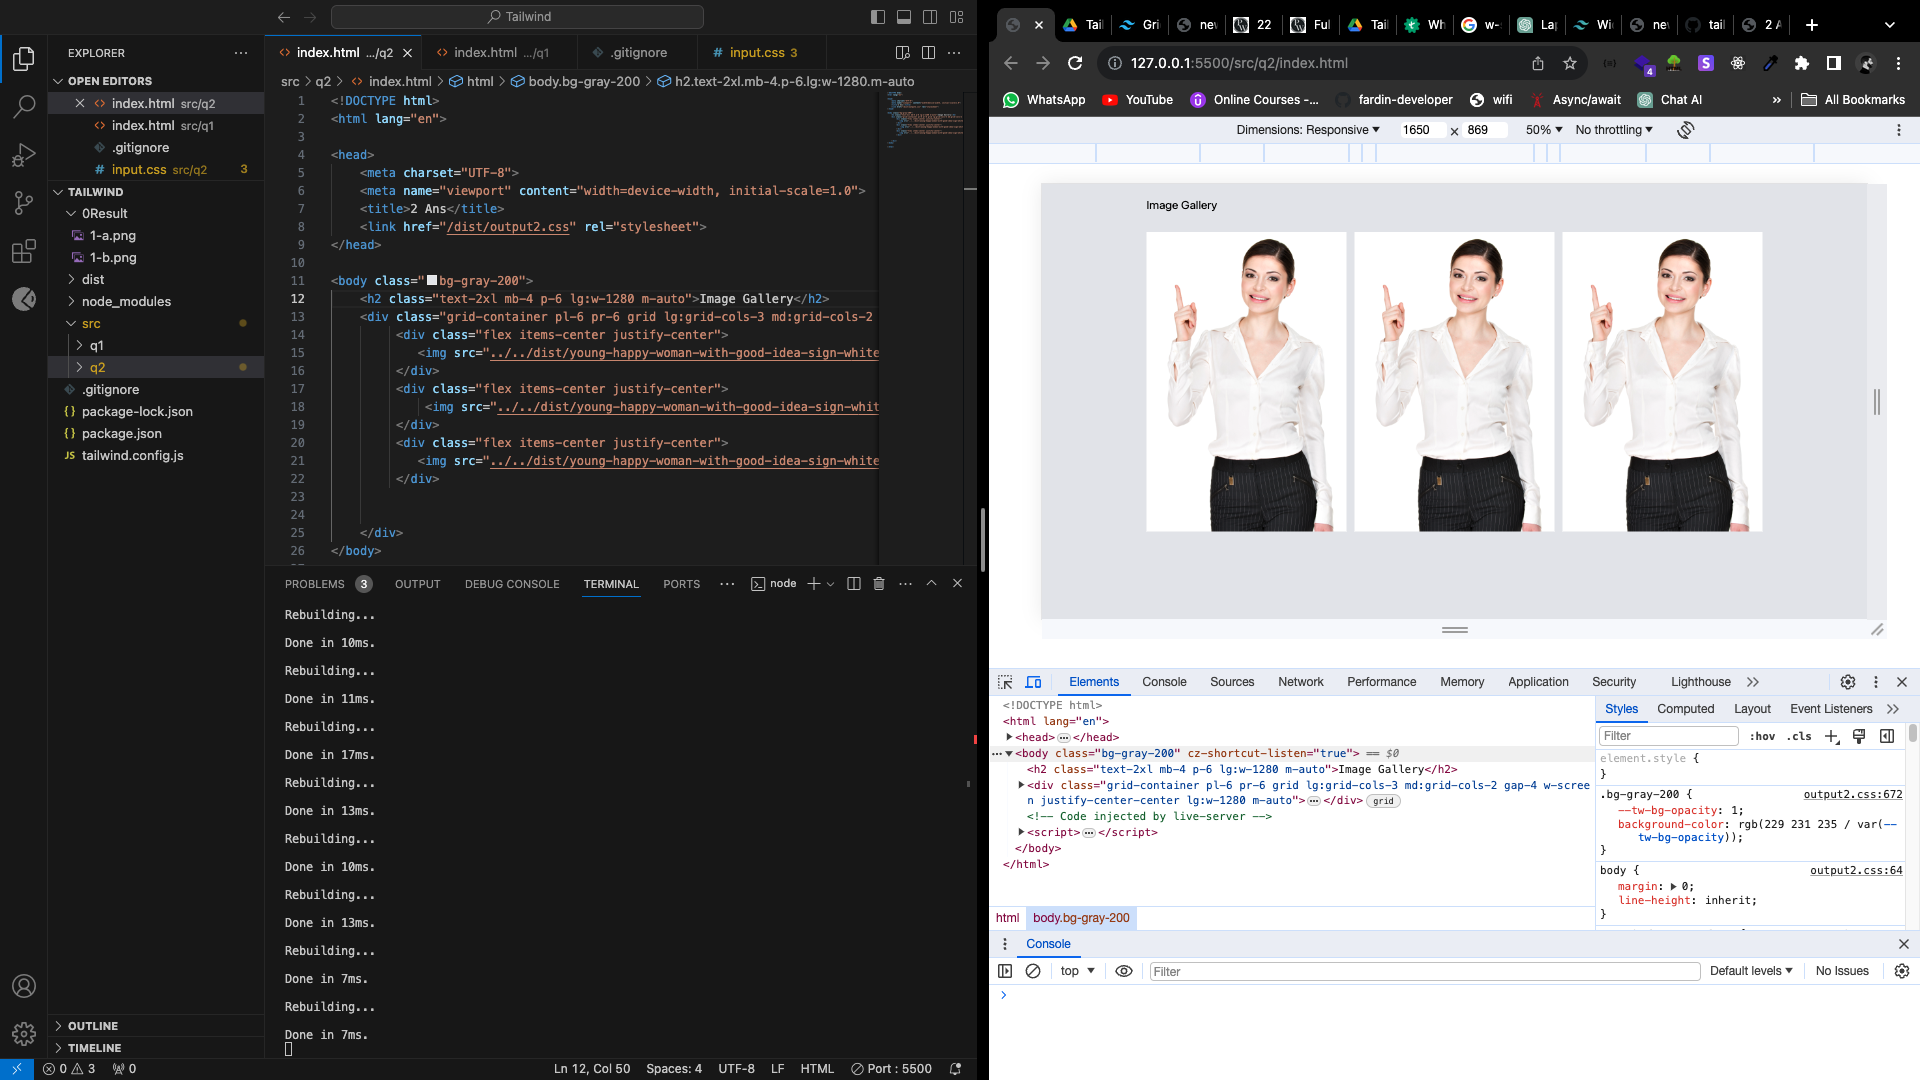 Tailwind
EXPLORER
OPEN EDITORS
index.html src/q2
index.html src/q1
.gitignore
input.css src/q2 3
TAILWIND
0Result
1-a.png
1-b.png
dist
node_modules
src
q1
q2
.gitignore
package-lock.json
package.json
tailwind.config.js
OUTLINE
TIMELINE
index.html .../q2
index.html .../q1
.gitignore
input.css 3
src > q2 > index.html > html > body.bg-gray-200 > h2.text-2xl.mb-4.p-6.lg:w-1280.m-auto
1 <!DOCTYPE html>
2 <html lang="en">
3
4 <head>
5 <meta charset="UTF-8">
6 <meta name="viewport" content="width=device-width, initial-scale=1.0">
7 <title>2 Ans</title>
8 <link href="/dist/output2.css" rel="stylesheet">
9 </head>
10
11 <body class="bg-gray-200">
12 <h2 class="text-2xl mb-4 p-6 lg:w-1280 m-auto">Image Gallery</h2>
13 <div class="grid-container pl-6 pr-6 grid lg:grid-cols-3 md:grid-cols-2
14 <div class="flex items-center justify-center">
15 <img src="../../dist/young-happy-woman-with-good-idea-sign-white
16 </div>
17 <div class="flex items-center justify-center">
18 <img src="../../dist/young-happy-woman-with-good-idea-sign-whit
19 </div>
20 <div class="flex items-center justify-center">
21 <img src="../../dist/young-happy-woman-with-good-idea-sign-white
22 </div>
23
24
25 </div>
26 </body>
PROBLEMS 3 OUTPUT DEBUG CONSOLE TERMINAL PORTS ... node
Rebuilding...
Done in 10ms.
Rebuilding...
Done in 11ms.
Rebuilding...
Done in 17ms.
Rebuilding...
Done in 13ms.
Rebuilding...
Done in 10ms.
Rebuilding...
Done in 13ms.
Rebuilding...
Done in 7ms.
Rebuilding...
Done in 7ms.
0 3 0 Ln 12, Col 50 Spaces: 4 UTF-8 LF HTML Port : 5500
Tail Gri nev 22 Ful Tail Wh w- Lap Wic nev tail 2 A
127.0.0.1:5500/src/q2/index.html
4
WhatsApp YouTube Online Courses -... fardin-developer wifi Async/await Chat AI » All Bookmarks
Dimensions: Responsive 1650 x 869 50% No throttling
Image Gallery
Elements Console Sources Network Performance Memory Application Security Lighthouse
<!DOCTYPE html>
<html lang="en">
<head>...</head>
<body class="bg-gray-200" cz-shortcut-listen="true"> == $0
<h2 class="text-2xl mb-4 p-6 lg:w-1280 m-auto">Image Gallery</h2>
<div class="grid-container pl-6 pr-6 grid lg:grid-cols-3 md:grid-cols-2 gap-4 w-scree
n justify-center-center lg:w-1280 m-auto">...</div> grid
<!-- Code injected by live-server -->
<script>...</script>
</body>
</html>
html body.bg-gray-200
Styles Computed Layout Event Listeners
Filter :hov .cls
element.style {
}
.bg-gray-200 { output2.css:672
--tw-bg-opacity: 1;
background-color: rgb(229 231 235 / var(--
tw-bg-opacity));
}
body { output2.css:64
margin: 0;
line-height: inherit;
}
Console
top Filter Default levels No Issues